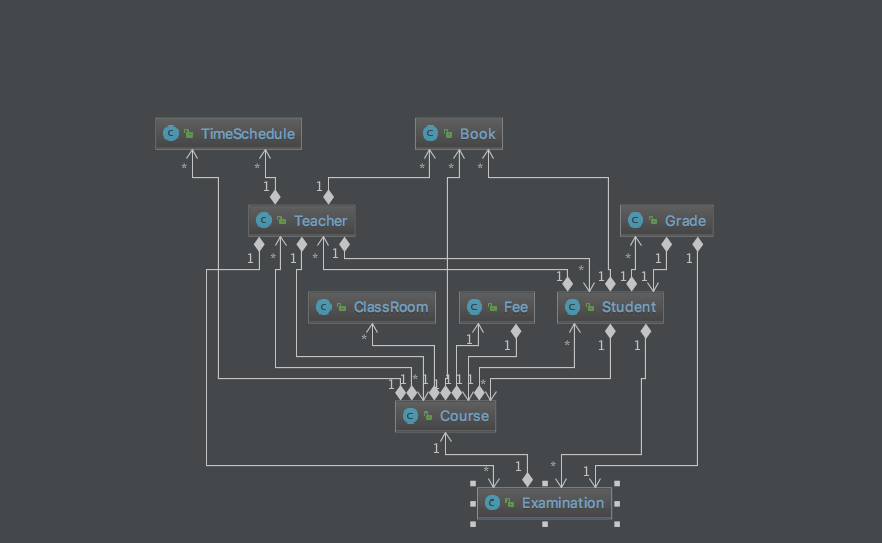 TimeSchedule
Book
* * * * *
1 1
Teacher
Grade
1 * 1 * 1 * 1 1 * 1 1
ClassRoom
Fee
Student
* 1 1 * 1 1
1 1 * 1 1 1 1 1 *
Course
1 1 * * 1
Examination